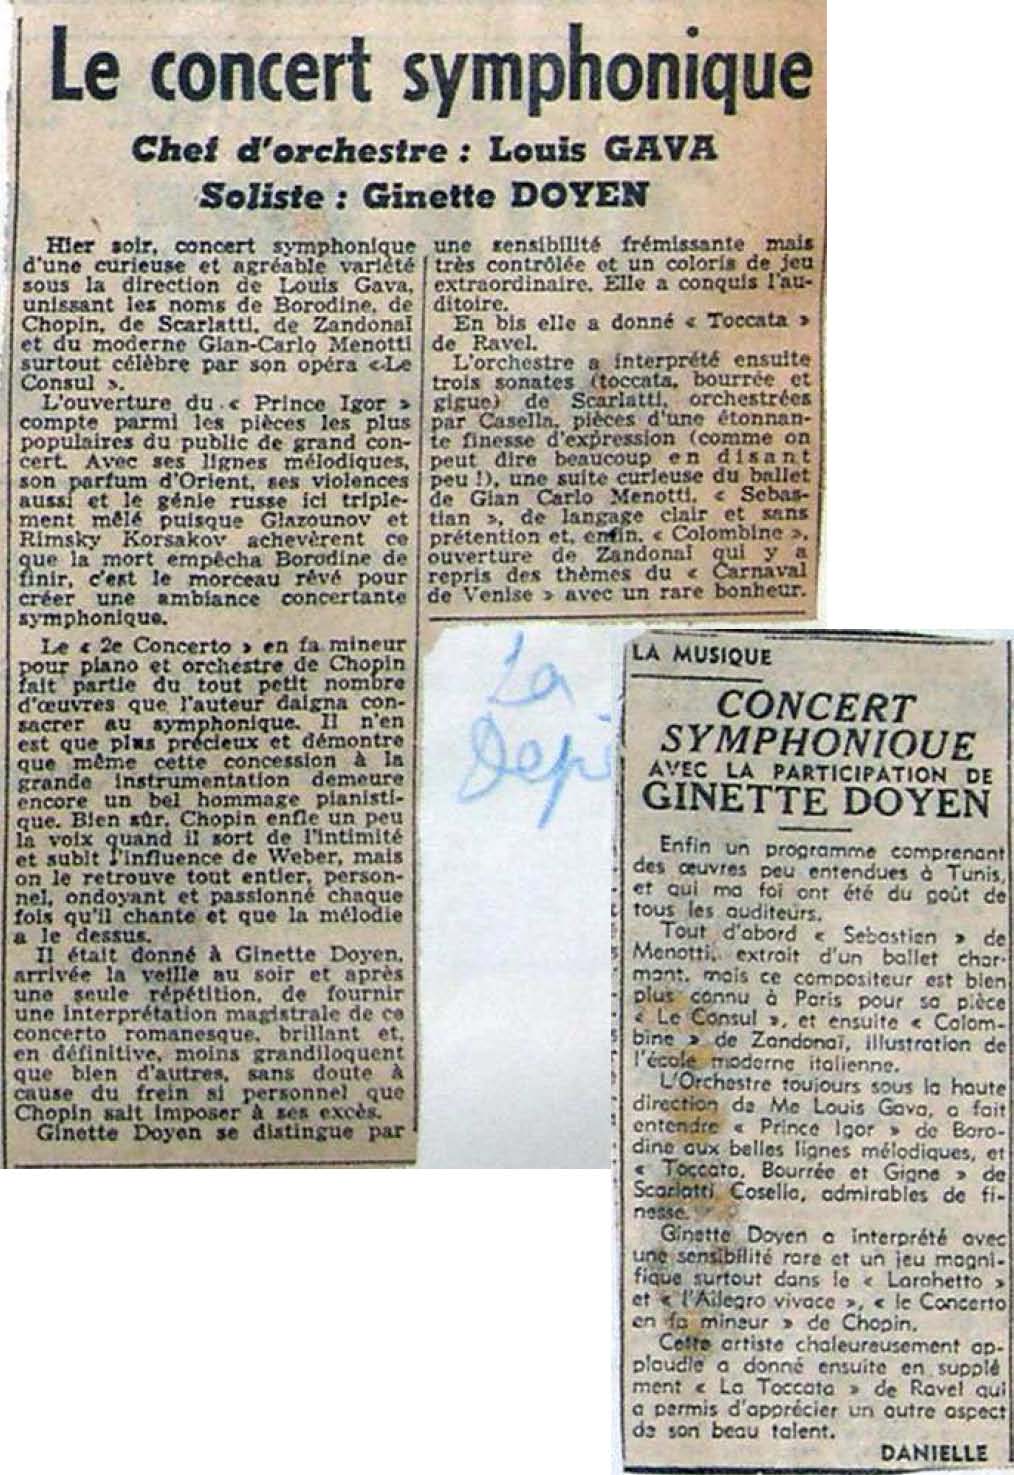 Le concert symphonique
Chef d'orchestre : Louis GAVA
Soliste : Ginette DOYEN
Hier soir, concert symphonique
d'une curieuse et agréable variété
sous la direction de Louis Gava,
unissant les noms de Borodine, de
Chopin, de Scarlatti, de Zandonaï
et du moderne Gian-Carlo Menotti
surtout célèbre par son opéra « Le
Consul ».
L'ouverture du « Prince Igor »
compte parmi les pièces les plus
populaires du public de grand con-
cert. Avec ses lignes mélodiques,
son parfum d'Orient, ses violences
aussi et le génie russe ici triple-
ment mêlé puisque Glazounov et
Rimsky Korsakov achevèrent ce
que la mort empêcha Borodine de
finir, c'est le morceau rêvé pour
créer une ambiance concertante
symphonique.
Le « 2e Concerto » en fa mineur
pour piano et orchestre de Chopin
fait partie du tout petit nombre
d'œuvres que l'auteur daigna con-
sacrer au symphonique. Il n'en
est que plus précieux et démontre
que même cette concession à la
grande instrumentation demeure
encore un bel hommage pianisti-
que. Bien sûr, Chopin enfle un peu
la voix quand il sort de l'intimité
et subit l'influence de Weber, mais
on le retrouve tout entier, person-
nel, ondoyant et passionné chaque
fois qu'il chante et que la mélodie
a le dessus.
Il était donné à Ginette Doyen,
arrivée la veille au soir et après
une seule répétition, de fournir
une interprétation magistrale de ce
concerto romanesque, brillant et,
en définitive, moins grandiloquent
que bien d'autres, sans doute à
cause du frein si personnel que
Chopin sait imposer à ses excès.
Ginette Doyen se distingue par
une sensibilité frémissante mais
très contrôlée et un coloris de jeu
extraordinaire. Elle a conquis l'au-
ditoire.
En bis elle a donné « Toccata »
de Ravel.
L'orchestre a interprété ensuite
trois sonates (toccata, bourrée et
gigue) de Scarlatti, orchestrées
par Casella, pièces d'une étonnan-
te finesse d'expression (comme on
peut dire beaucoup en disant
peu !), une suite curieuse du ballet
de Gian Carlo Menotti, « Sebas-
tian », de langage clair et sans
prétention et, enfin, « Colombine »,
ouverture de Zandonaï qui y a
repris des thèmes du « Carnaval
de Venise » avec un rare bonheur.
La
Depi
LA MUSIQUE
CONCERT
SYMPHONIQUE
AVEC LA PARTICIPATION DE
GINETTE DOYEN
Enfin un programme comprenant
des œuvres peu entendues à Tunis,
et qui ma foi ont été du goût de
tous les auditeurs.
Tout d'abord « Sebastien » de
Menotti, extrait d'un ballet char-
mant, mais ce compositeur est bien
plus connu à Paris pour sa pièce
« Le Consul », et ensuite « Colom-
bine » de Zandonaï, illustration de
l'école moderne italienne.
L'Orchestre toujours sous la haute
direction de Me Louis Gava, a fait
entendre « Prince Igor » de Boro-
dine aux belles lignes mélodiques, et
« Toccata, Bourrée et Gigne » de
Scarlatti Cosella, admirables de fi-
nesse.
Ginette Doyen a interprété avec
une sensibilité rare et un jeu magni-
fique surtout dans le « Larghetto »
et « l'Allegro vivace », « le Concerto
en fa mineur » de Chopin.
Cette artiste chaleureusement ap-
plaudie a donné ensuite en supplé
ment « La Toccata » de Ravel qui
a permis d'apprécier un autre aspect
de son beau talent.
DANIELLE